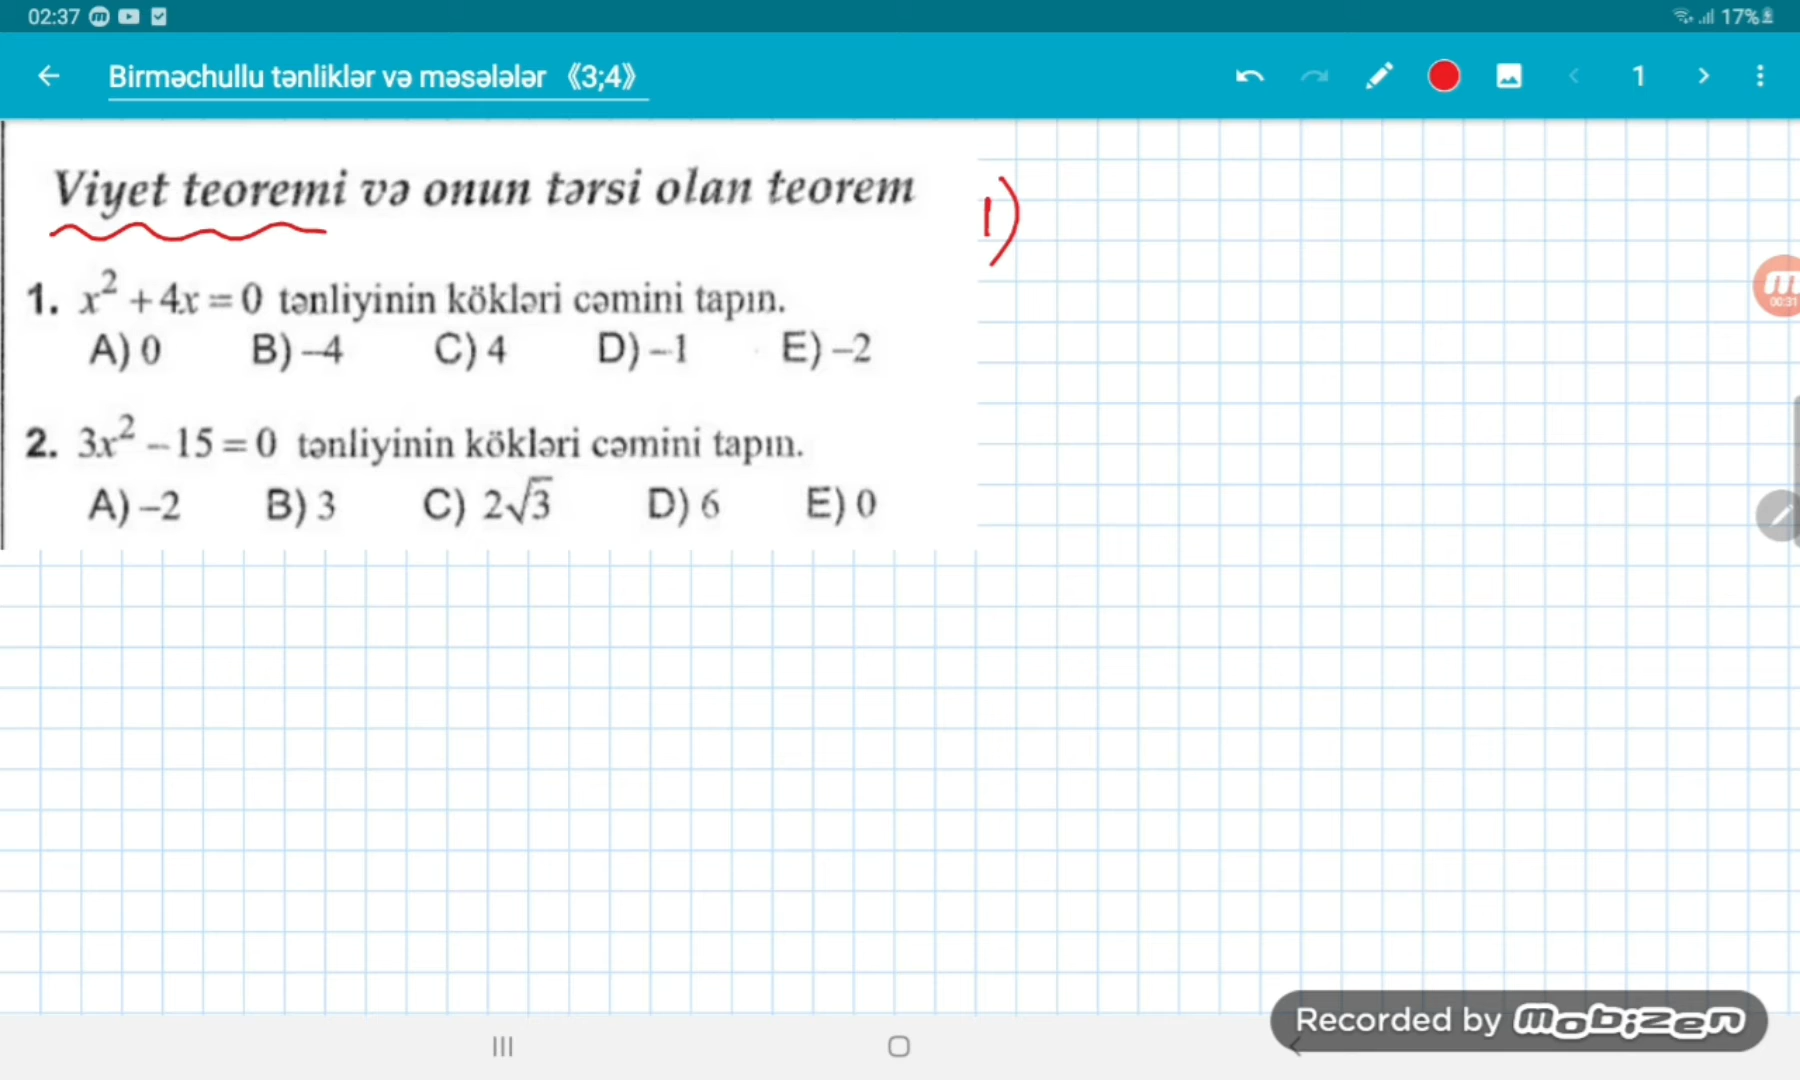 02:37
17%
Birməchullu tənliklər və məsələlər 《3;4》
1
Viyet teoremi və onun tərsi olan teorem
1)
1. x² + 4x = 0 tənliyinin kökləri cəmini tapın.
A) 0 B) –4 C) 4 D) –1 E) –2
00:31
2. 3x² – 15 = 0 tənliyinin kökləri cəmini tapın.
A) –2 B) 3 C) 2√3 D) 6 E) 0
Recorded by mobizen